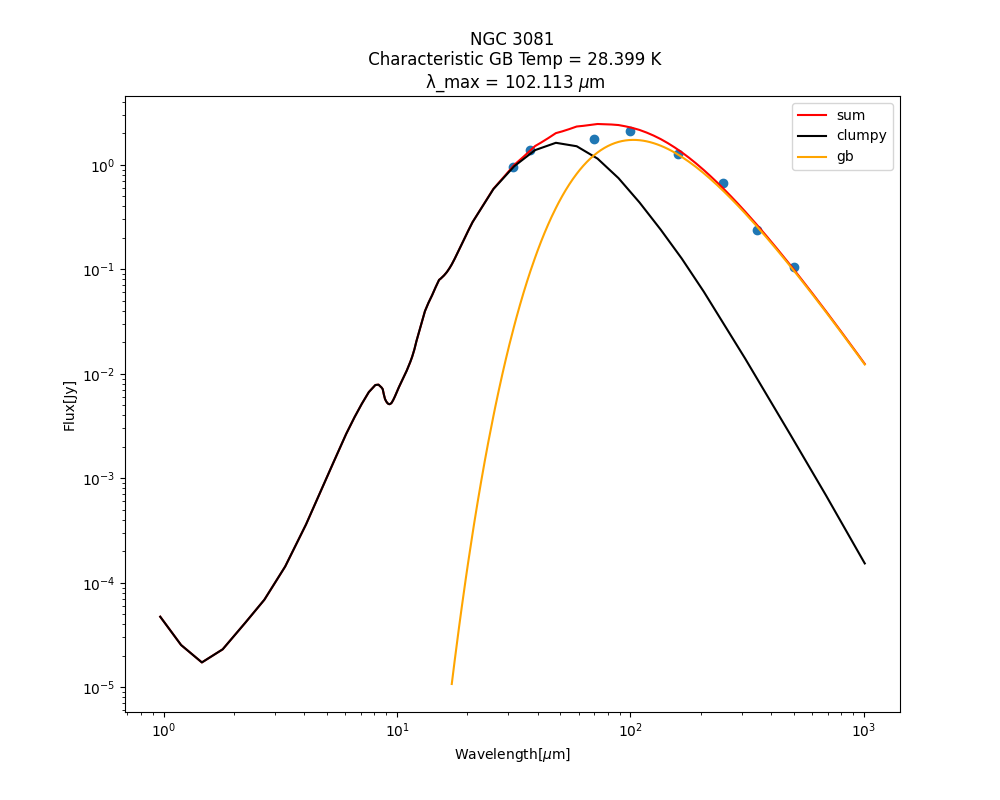 NGC 3081
Characteristic GB Temp = 28.399 K
λ_max = 102.113 μm
sum
clumpy
gb
Flux[Jy]
10⁰
10⁻¹
10⁻²
10⁻³
10⁻⁴
10⁻⁵
10⁰ 10¹ 10² 10³
Wavelength[μm]